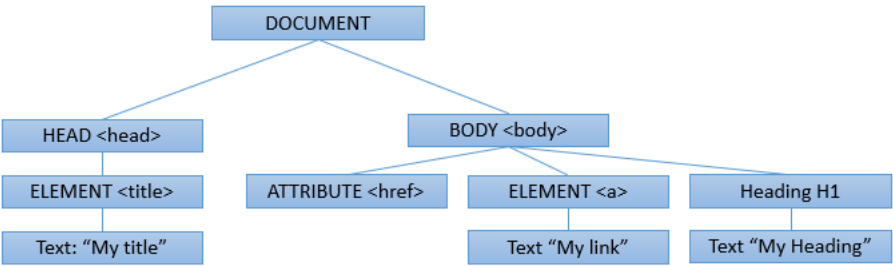 DOCUMENT
HEAD <head>
BODY <body>
ELEMENT <title>
ATTRIBUTE <href>
ELEMENT <a>
Heading H1
Text: “My title”
Text “My link”
Text “My Heading”